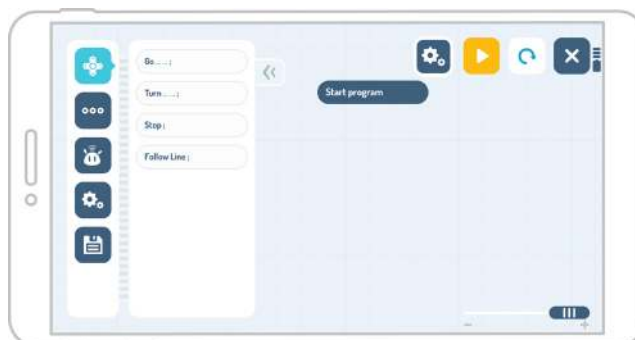 Go . . . . ;
Turn . . . . ;
Stop ;
Follow Line ;
Start program